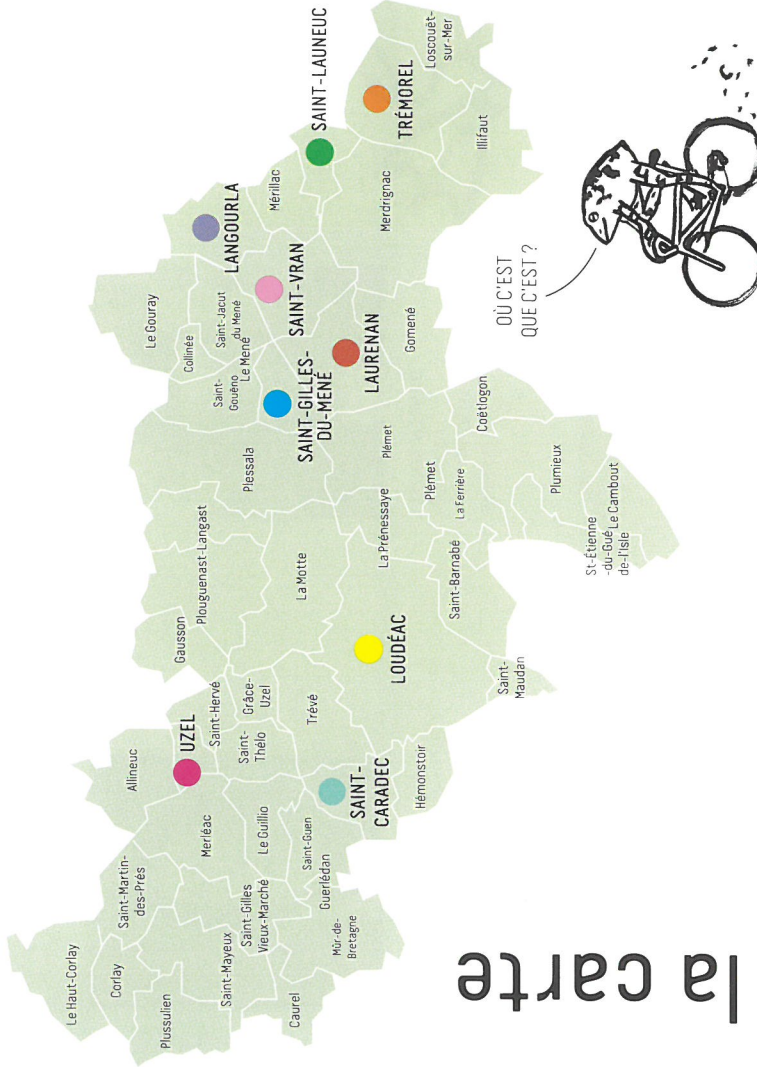 la carte
Le Haut-Corlay
Corlay
Plussulien
Saint-Martin-
des-Prés
Saint-Mayeux
Caurel
Saint-Gilles
Vieux-Marché
Mûr-de-
Bretagne
Guerlédan
Saint-Guen
Le Guillio
Merléac
Allineuc
UZEL
Saint-Hervé
Saint-
Thélo
Grâce-
Uzel
SAINT-
CARADEC
Hémonstoir
Trévé
Gausson
Plouguenast-Langast
La Motte
LOUDÉAC
Saint-
Maudan
Saint-Barnabé
La Prénessaye
Plessala
Plémet
Plémet
La Ferrière
Coëtlogon
Plumieux
St-Étienne
-du-Gué
de-l'Isle
Le Cambout
Saint-
Gouéno
Collinée
Le Gouray
Saint-Jacut
du Mené
Le Mené
SAINT-GILLES-
DU-MENÉ
LAURENAN
Gomené
SAINT-VRAN
LANGOURLA
Mérillac
SAINT-LAUNEUC
Merdrignac
TRÉMOREL
Illifaut
Loscouët-
sur-Mer
OÙ C'EST
QUE C'EST ?